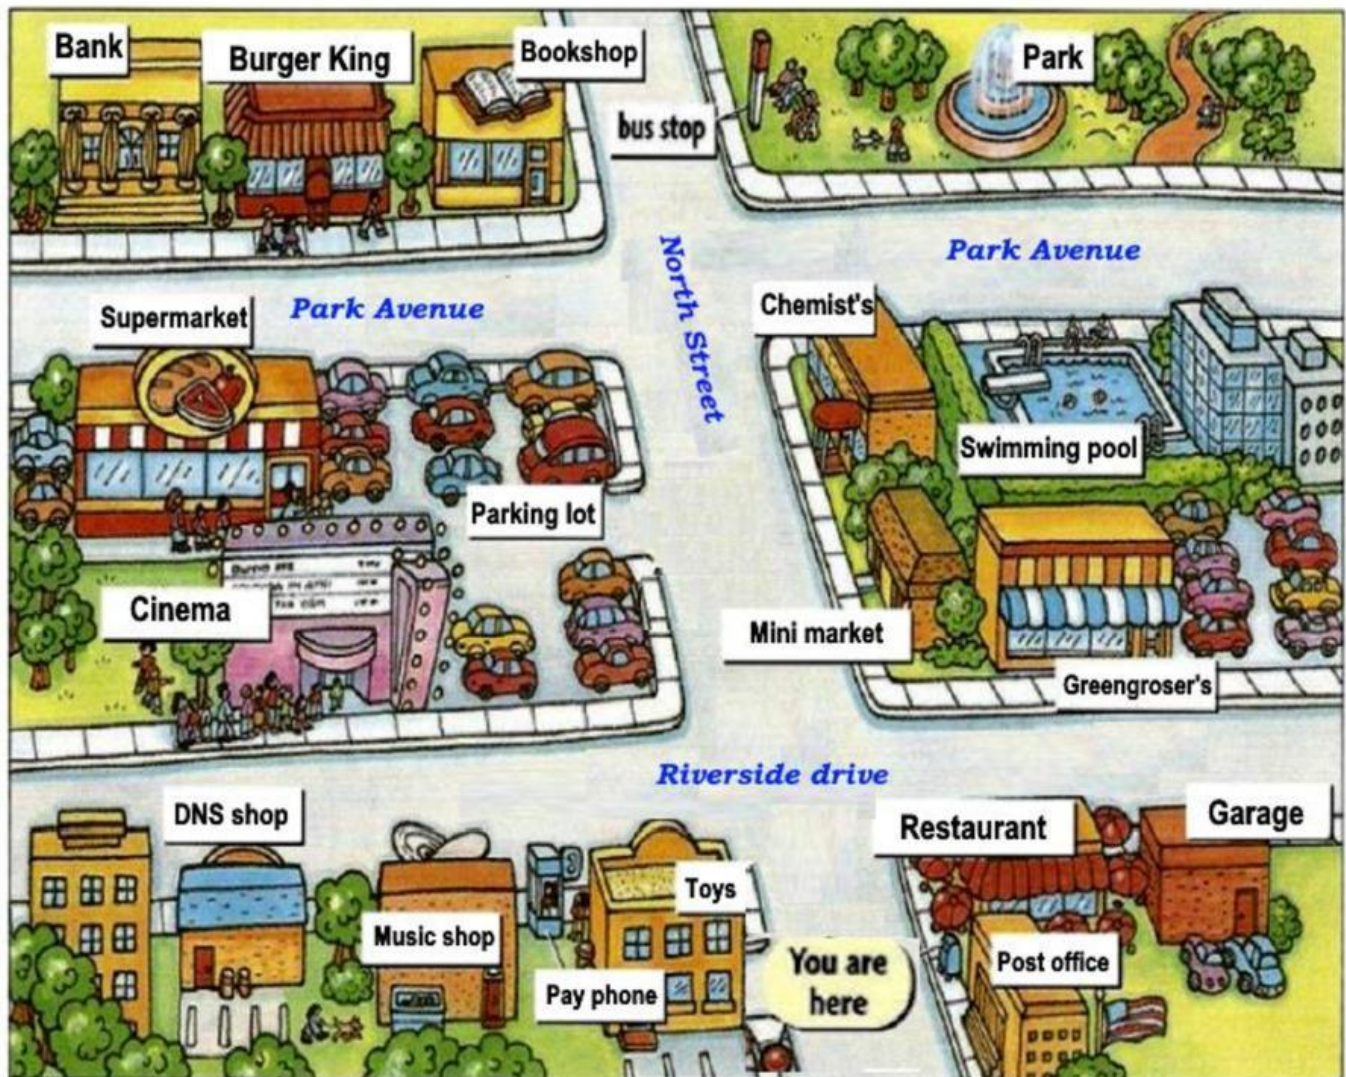 Bank
Burger King
Bookshop
Park
bus stop
Park Avenue
North Street
Park Avenue
Supermarket
Chemist's
Swimming pool
Parking lot
Cinema
Mini market
Greengroser's
Riverside drive
DNS shop
Restaurant
Garage
Toys
Music shop
Pay phone
You are
here
Post office